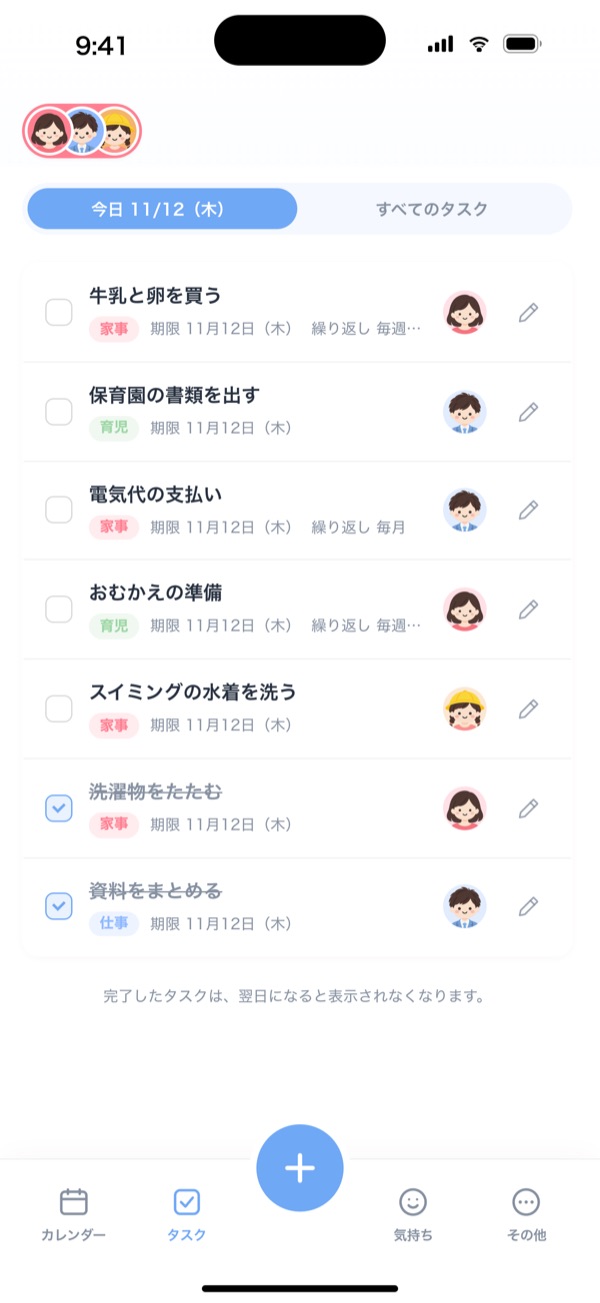 9:41
今日 11/12（木）
すべてのタスク
牛乳と卵を買う
家事 期限 11月12日（木） 繰り返し 毎週…
保育園の書類を出す
育児 期限 11月12日（木）
電気代の支払い
家事 期限 11月12日（木） 繰り返し 毎月
おむかえの準備
育児 期限 11月12日（木） 繰り返し 毎週…
スイミングの水着を洗う
家事 期限 11月12日（木）
洗濯物をたたむ
家事 期限 11月12日（木）
資料をまとめる
仕事 期限 11月12日（木）
完了したタスクは、翌日になると表示されなくなります。
カレンダー
タスク
気持ち
その他